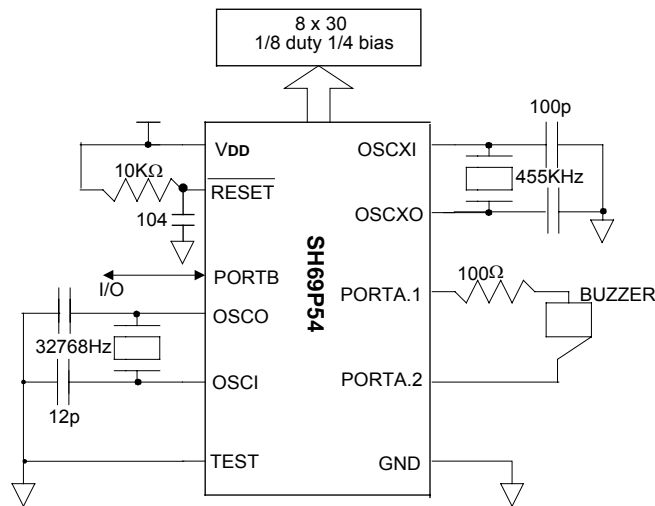 8 x 30
1/8 duty 1/4 bias
100p
VDD
OSCXI
10KΩ
RESET
455KHz
104
OSCXO
SH69P54
100Ω
I/O
PORTB
PORTA.1
BUZZER
OSCO
32768Hz
OSCI
PORTA.2
12p
TEST
GND